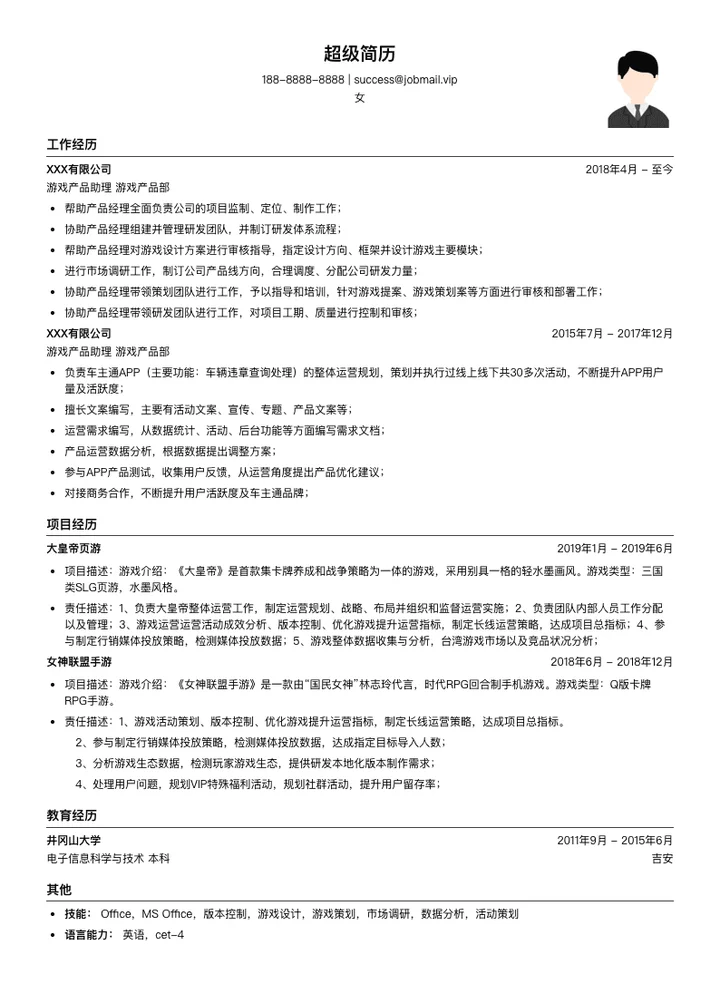 超级简历
188-8888-8888 | success@jobmail.vip
女
工作经历
XXX有限公司 2018年4月 – 至今
游戏产品助理 游戏产品部
• 帮助产品经理全面负责公司的项目监制、定位、制作工作；
• 协助产品经理组建并管理研发团队，并制订研发体系流程；
• 帮助产品经理对游戏设计方案进行审核指导，指定设计方向、框架并设计游戏主要模块；
• 进行市场调研工作，制订公司产品线方向，合理调度、分配公司研发力量；
• 协助产品经理带领策划团队进行工作，予以指导和培训，针对游戏提案、游戏策划案等方面进行审核和部署工作；
• 协助产品经理带领研发团队进行工作，对项目工期、质量进行控制和审核；
XXX有限公司 2015年7月 – 2017年12月
游戏产品助理 游戏产品部
• 负责车主通APP（主要功能：车辆违章查询处理）的整体运营规划，策划并执行过线上线下共30多次活动，不断提升APP用户
量及活跃度；
• 擅长文案编写，主要有活动文案、宣传、专题、产品文案等；
• 运营需求编写，从数据统计、活动、后台功能等方面编写需求文档；
• 产品运营数据分析，根据数据提出调整方案；
• 参与APP产品测试，收集用户反馈，从运营角度提出产品优化建议；
• 对接商务合作，不断提升用户活跃度及车主通品牌；
项目经历
大皇帝页游 2019年1月 – 2019年6月
• 项目描述：游戏介绍：《大皇帝》是首款集卡牌养成和战争策略为一体的游戏，采用别具一格的轻水墨画风。游戏类型：三国
类SLG页游，水墨风格。
• 责任描述：1、负责大皇帝整体运营工作，制定运营规划、战略、布局并组织和监督运营实施；2、负责团队内部人员工作分配
以及管理；3、游戏运营运营活动成效分析、版本控制、优化游戏提升运营指标，制定长线运营策略，达成项目总指标；4、参
与制定行销媒体投放策略，检测媒体投放数据；5、游戏整体数据收集与分析，台湾游戏市场以及竞品状况分析；
女神联盟手游 2018年6月 – 2018年12月
• 项目描述：游戏介绍：《女神联盟手游》是一款由“国民女神”林志玲代言，时代RPG回合制手机游戏。游戏类型：Q版卡牌
RPG手游。
• 责任描述：1、游戏活动策划、版本控制、优化游戏提升运营指标，制定长线运营策略，达成项目总指标。
2、参与制定行销媒体投放策略，检测媒体投放数据，达成指定目标导入人数；
3、分析游戏生态数据，检测玩家游戏生态，提供研发本地化版本制作需求；
4、处理用户问题，规划VIP特殊福利活动，规划社群活动，提升用户留存率；
教育经历
井冈山大学 2011年9月 – 2015年6月
电子信息科学与技术 本科 吉安
其他
• 技能： Office，MS Office，版本控制，游戏设计，游戏策划，市场调研，数据分析，活动策划
• 语言能力： 英语，cet-4